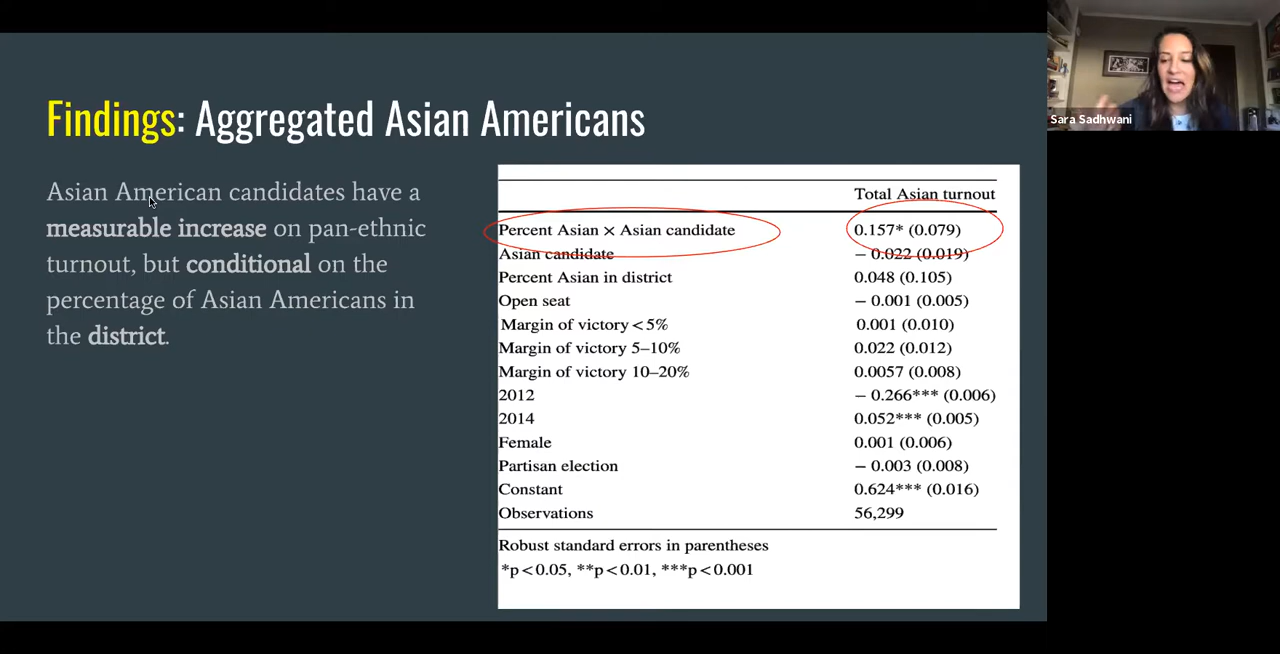 Findings: Aggregated Asian Americans
Asian American candidates have a
measurable increase on pan-ethnic
turnout, but conditional on the
percentage of Asian Americans in
the district.
Total Asian turnout
Percent Asian × Asian candidate 0.157* (0.079)
Asian candidate − 0.022 (0.019)
Percent Asian in district 0.048 (0.105)
Open seat − 0.001 (0.005)
Margin of victory < 5% 0.001 (0.010)
Margin of victory 5–10% 0.022 (0.012)
Margin of victory 10–20% 0.0057 (0.008)
2012 − 0.266*** (0.006)
2014 0.052*** (0.005)
Female 0.001 (0.006)
Partisan election − 0.003 (0.008)
Constant 0.624*** (0.016)
Observations 56,299
Robust standard errors in parentheses
*p < 0.05, **p < 0.01, ***p < 0.001
Sara Sadhwani